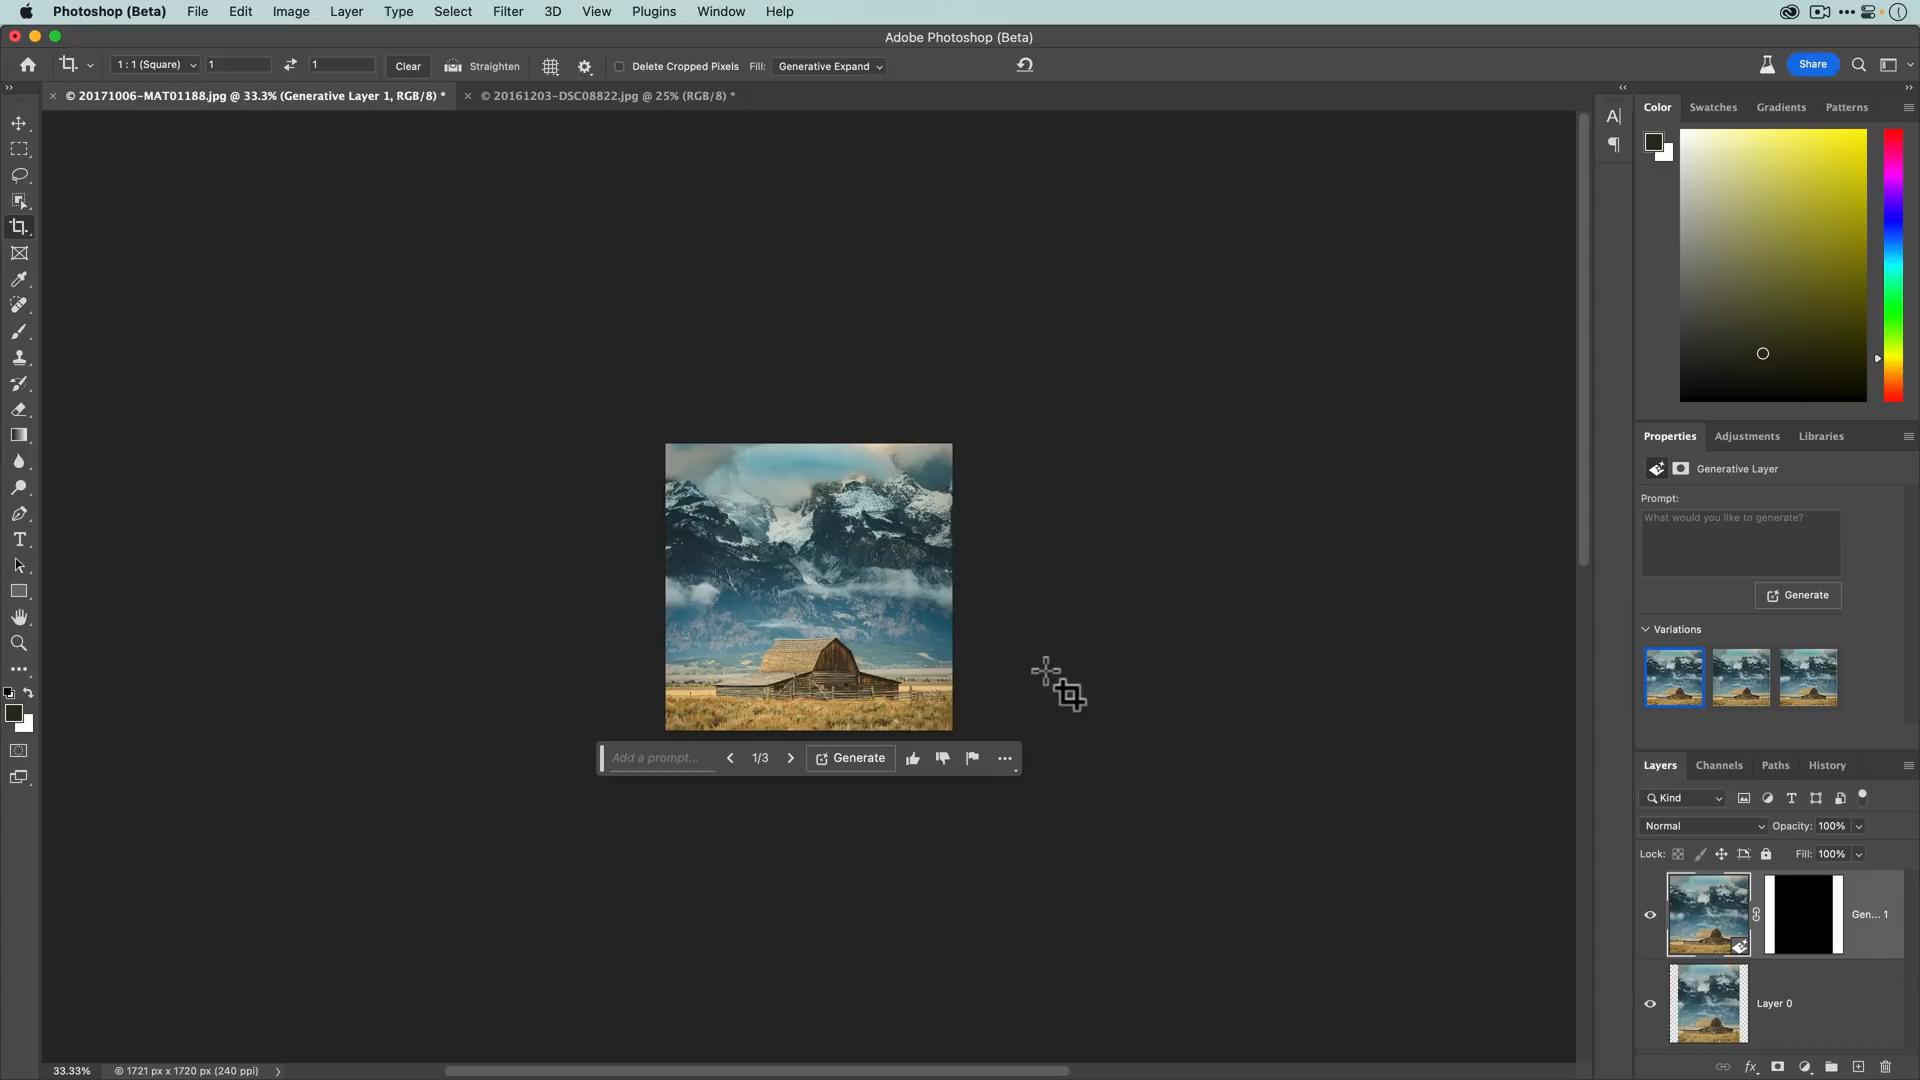 Photoshop (Beta) File Edit Image Layer Type Select Filter 3D View Plugins Window Help
Adobe Photoshop (Beta)
1 : 1 (Square) 1 1 Clear Straighten Delete Cropped Pixels Fill: Generative Expand Share
© 20171006-MAT01188.jpg @ 33.3% (Generative Layer 1, RGB/8) * © 20161203-DSC08822.jpg @ 25% (RGB/8) *
Color Swatches Gradients Patterns
Properties Adjustments Libraries
Generative Layer
Prompt:
What would you like to generate?
Generate
Variations
Add a prompt... 1/3 Generate
Layers Channels Paths History
Kind
Normal Opacity: 100%
Lock: Fill: 100%
Gen... 1
Layer 0
33.33% © 1721 px x 1720 px (240 ppi)